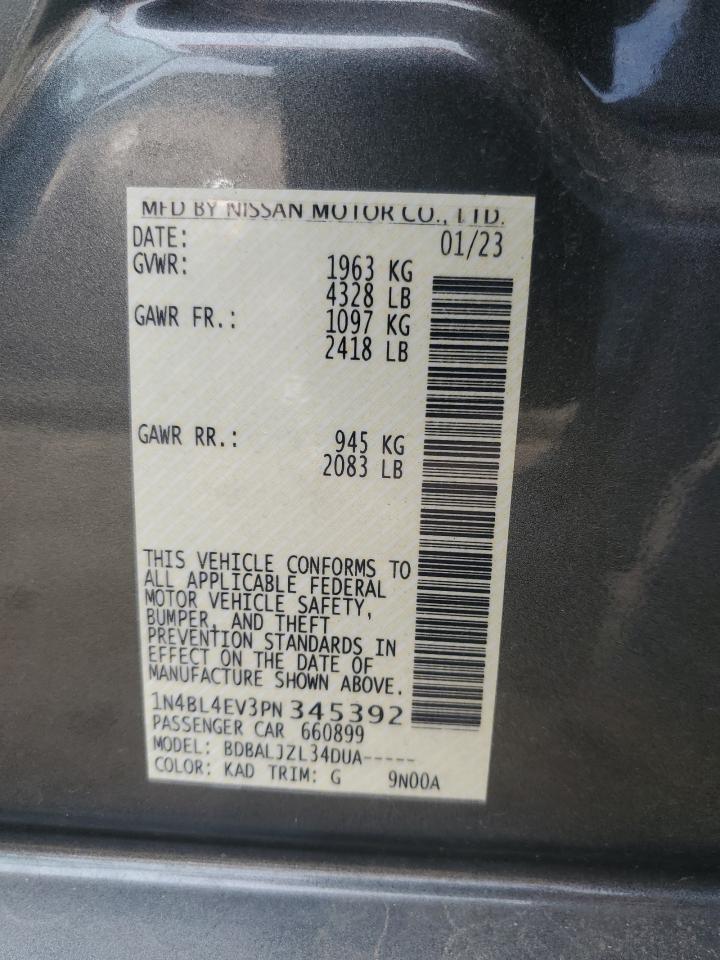 MFD BY NISSAN MOTOR CO., LTD.
DATE: 01/23
GVWR: 1963 KG
4328 LB
GAWR FR.: 1097 KG
2418 LB
GAWR RR.: 945 KG
2083 LB
THIS VEHICLE CONFORMS TO
ALL APPLICABLE FEDERAL
MOTOR VEHICLE SAFETY,
BUMPER, AND THEFT
PREVENTION STANDARDS IN
EFFECT ON THE DATE OF
MANUFACTURE SHOWN ABOVE.
1N4BL4EV3PN345392
PASSENGER CAR 660899
MODEL: BDBALJZL34DUA-----
COLOR: KAD TRIM: G 9N00A